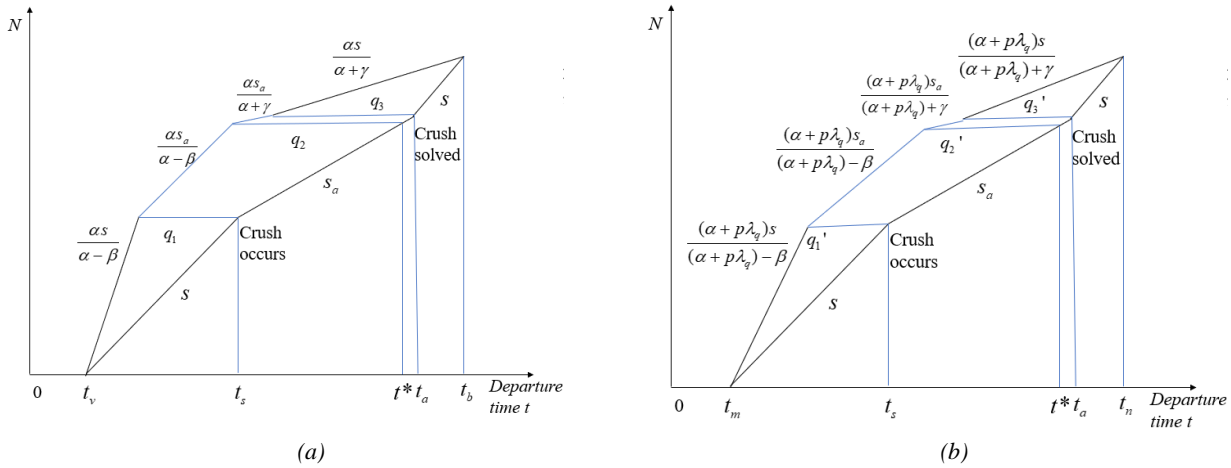 N
αs/(α+γ)
αs_a/(α+γ)
q_3
s
αs_a/(α−β)
q_2
Crush
solved
s_a
αs/(α−β)
q_1
Crush
occurs
s
0
t_v
t_s
t*
t_a
t_b
Departure
time t
(a)
N
(α+pλ_q)s/((α+pλ_q)+γ)
(α+pλ_q)s_a/((α+pλ_q)+γ)
q_3'
s
(α+pλ_q)s_a/((α+pλ_q)−β)
q_2'
Crush
solved
s_a
(α+pλ_q)s/((α+pλ_q)−β)
q_1'
Crush
occurs
s
0
t_m
t_s
t*
t_a
t_n
Departure
time t
(b)